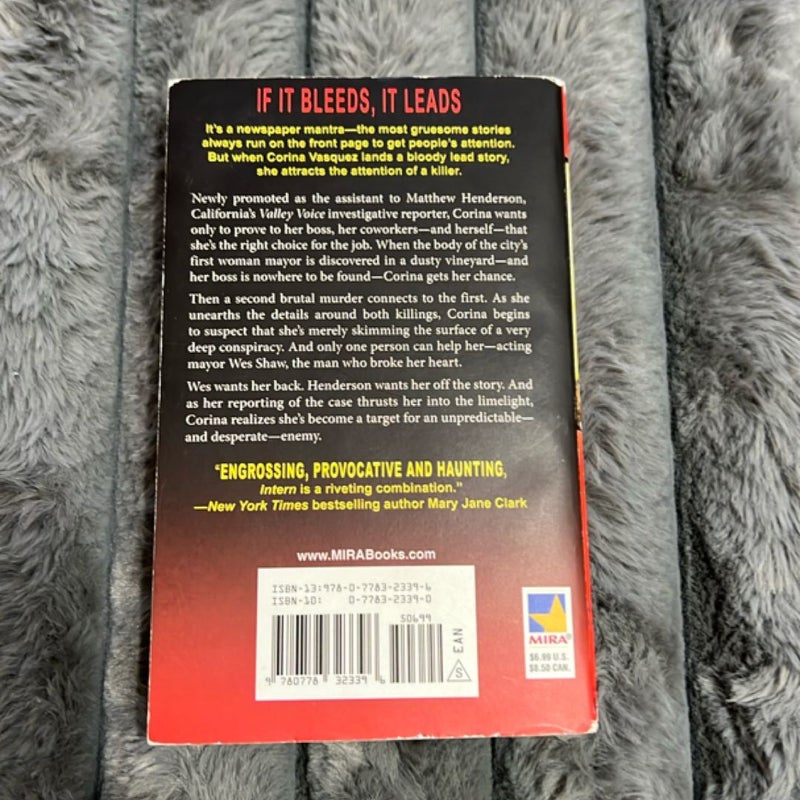 IF IT BLEEDS, IT LEADS
It's a newspaper mantra—the most gruesome stories
always run on the front page to get people's attention.
But when Corina Vasquez lands a bloody lead story,
she attracts the attention of a killer.
Newly promoted as the assistant to Matthew Henderson,
California's Valley Voice investigative reporter, Corina wants
only to prove to her boss, her coworkers—and herself—that
she's the right choice for the job. When the body of the city's
first woman mayor is discovered in a dusty vineyard—and
her boss is nowhere to be found—Corina gets her chance.
Then a second brutal murder connects to the first. As she
unearths the details around both killings, Corina begins
to suspect that she's merely skimming the surface of a very
deep conspiracy. And only one person can help her—acting
mayor Wes Shaw, the man who broke her heart.
Wes wants her back. Henderson wants her off the story. And
as her reporting of the case thrusts her into the limelight,
Corina realizes she's become a target for an unpredictable—
and desperate—enemy.
"ENGROSSING, PROVOCATIVE AND HAUNTING,
Intern is a riveting combination."
—New York Times bestselling author Mary Jane Clark
www.MIRABooks.com
ISBN-13:978-0-7783-2339-6
ISBN-10: 0-7783-2339-0
50699
EAN
S
9 780778 323396
MIRA®
$6.99 U.S.
$8.50 CAN.